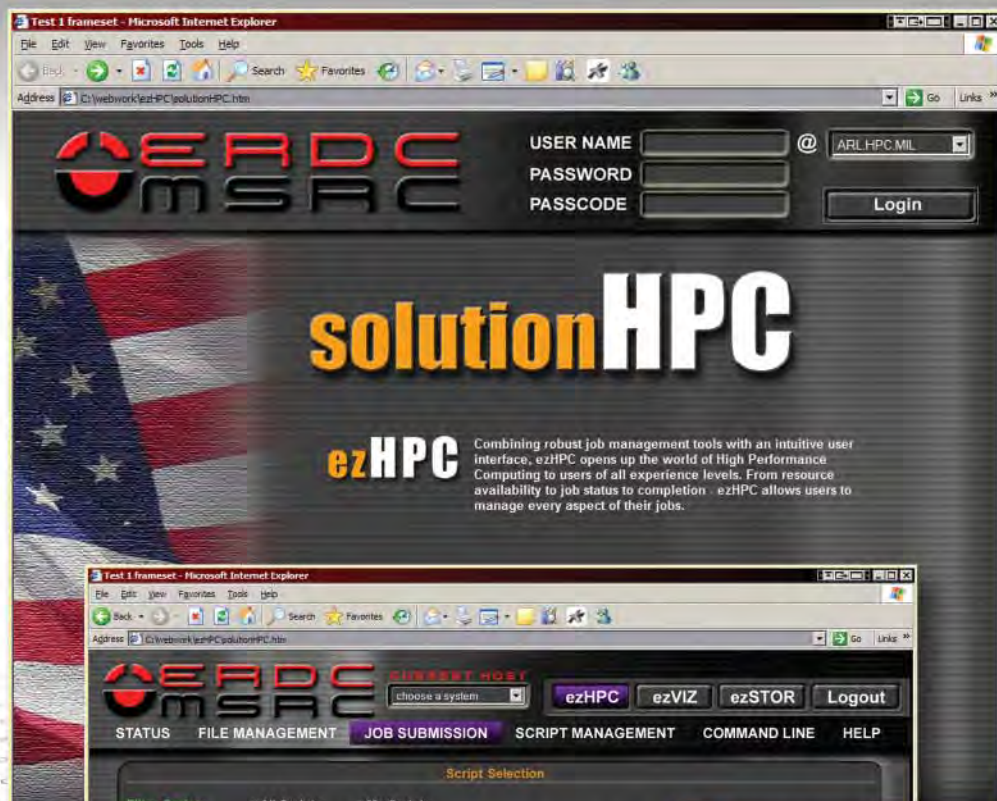 Test 1 frameset - Microsoft Internet Explorer
File Edit View Favorites Tools Help
Back Search Favorites
Address C:\webwork\ezHPC\solutionHPC.htm Go Links »
ERDC
MSRC
USER NAME @ ARL.HPC.MIL
PASSWORD
PASSCODE Login
solutionHPC
ezHPC
Combining robust job management tools with an intuitive user
interface, ezHPC opens up the world of High Performance
Computing to users of all experience levels. From resource
availability to job status to completion - ezHPC allows users to
manage every aspect of their jobs.
Test 1 frameset - Microsoft Internet Explorer
File Edit View Favorites Tools Help
Back Search Favorites
Address C:\webwork\ezHPC\solutionHPC.htm Go Links »
ERDC
MSRC
CURRENT HOST
choose a system ezHPC ezVIZ ezSTOR Logout
STATUS FILE MANAGEMENT JOB SUBMISSION SCRIPT MANAGEMENT COMMAND LINE HELP
Script Selection